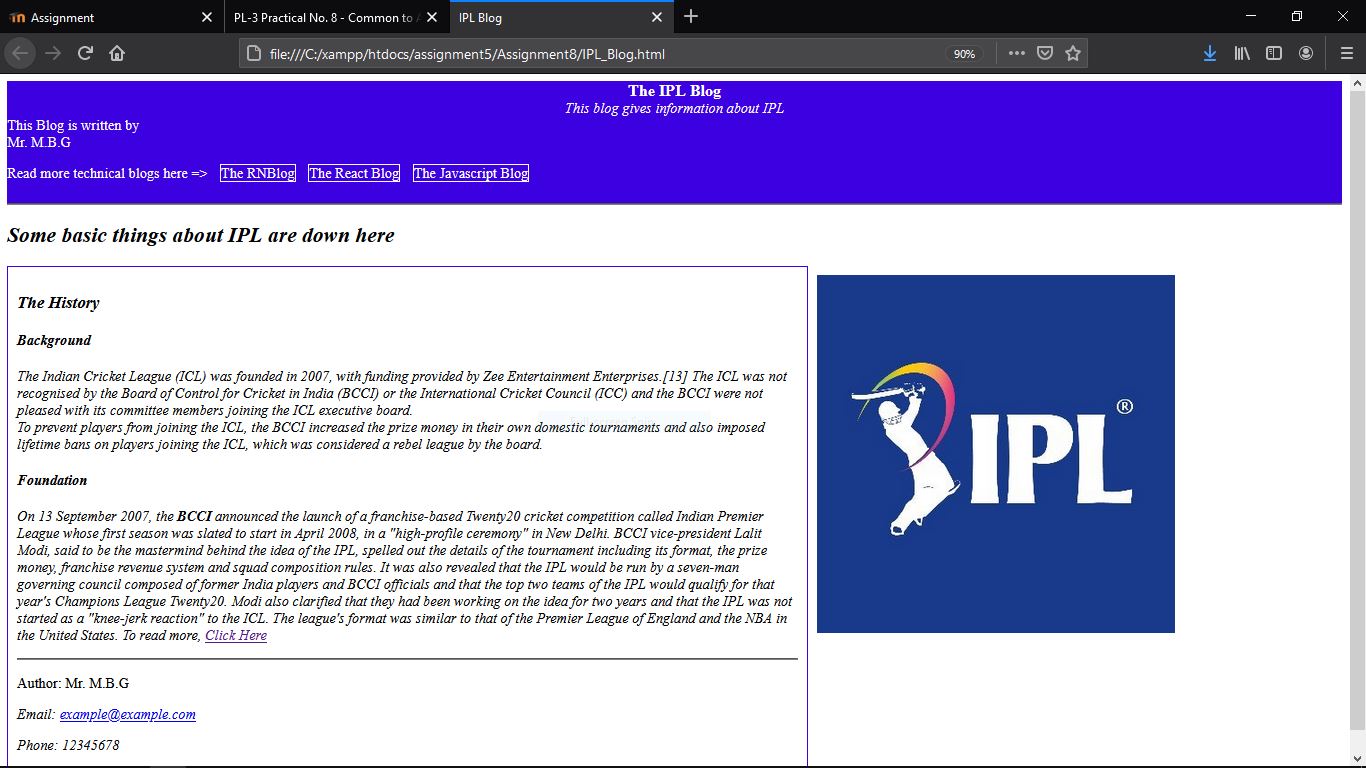 Assignment
PL-3 Practical No. 8 - Common to A
IPL Blog
file:///C:/xampp/htdocs/assignment5/Assignment8/IPL_Blog.html
90%
The IPL Blog
This blog gives information about IPL
This Blog is written by
Mr. M.B.G
Read more technical blogs here => The RNBlog The React Blog The Javascript Blog
Some basic things about IPL are down here
The History
Background
The Indian Cricket League (ICL) was founded in 2007, with funding provided by Zee Entertainment Enterprises.[13] The ICL was not
recognised by the Board of Control for Cricket in India (BCCI) or the International Cricket Council (ICC) and the BCCI were not
pleased with its committee members joining the ICL executive board.
To prevent players from joining the ICL, the BCCI increased the prize money in their own domestic tournaments and also imposed
lifetime bans on players joining the ICL, which was considered a rebel league by the board.
Foundation
On 13 September 2007, the BCCI announced the launch of a franchise-based Twenty20 cricket competition called Indian Premier
League whose first season was slated to start in April 2008, in a "high-profile ceremony" in New Delhi. BCCI vice-president Lalit
Modi, said to be the mastermind behind the idea of the IPL, spelled out the details of the tournament including its format, the prize
money, franchise revenue system and squad composition rules. It was also revealed that the IPL would be run by a seven-man
governing council composed of former India players and BCCI officials and that the top two teams of the IPL would qualify for that
year's Champions League Twenty20. Modi also clarified that they had been working on the idea for two years and that the IPL was not
started as a "knee-jerk reaction" to the ICL. The league's format was similar to that of the Premier League of England and the NBA in
the United States. To read more, Click Here
Author: Mr. M.B.G
Email: example@example.com
Phone: 12345678
IPL®